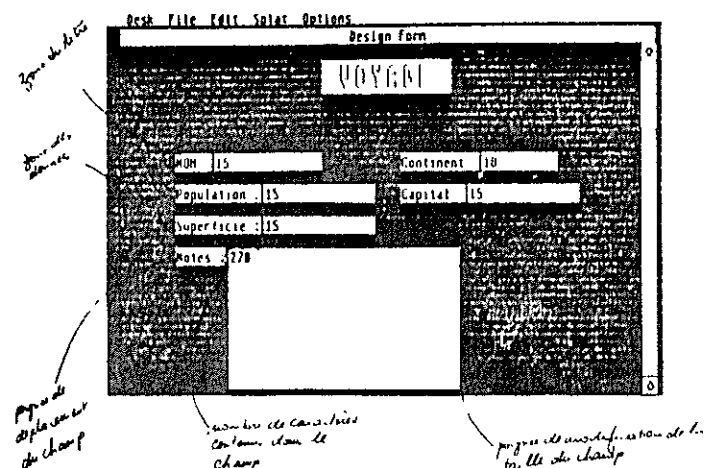 Desk File Edit Splat Options
Design Form
VOYAGE
NOM 15
Continent 10
Population : 15
Capital 15
Superficie : 15
Notes : 270
Zone de titre
Zone des
données
poignée de
déplacement
du champ
nombre de caractères
contenu dans le
champ
poignée de modification de la
taille du champ